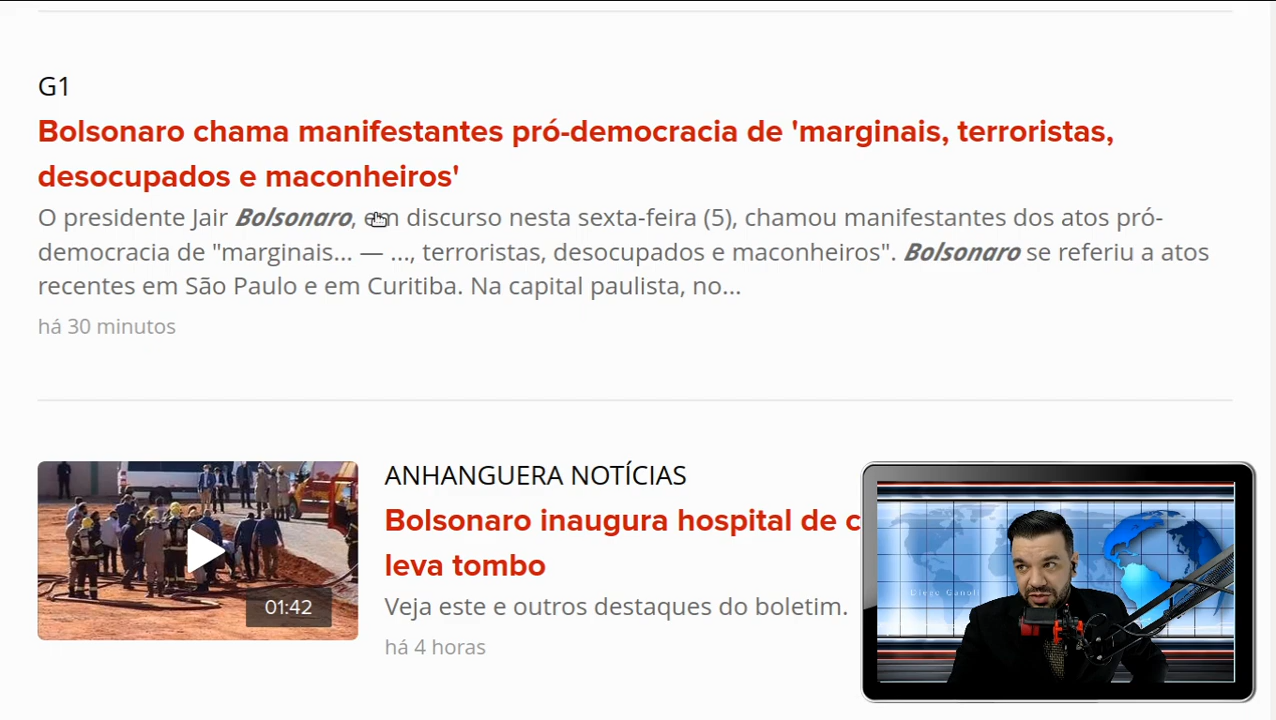 G1
Bolsonaro chama manifestantes pró-democracia de 'marginais, terroristas,
desocupados e maconheiros'
O presidente Jair Bolsonaro, em discurso nesta sexta-feira (5), chamou manifestantes dos atos pró-
democracia de "marginais... — ..., terroristas, desocupados e maconheiros". Bolsonaro se referiu a atos
recentes em São Paulo e em Curitiba. Na capital paulista, no...
há 30 minutos
ANHANGUERA NOTÍCIAS
Bolsonaro inaugura hospital de c
leva tombo
01:42
Veja este e outros destaques do boletim.
há 4 horas